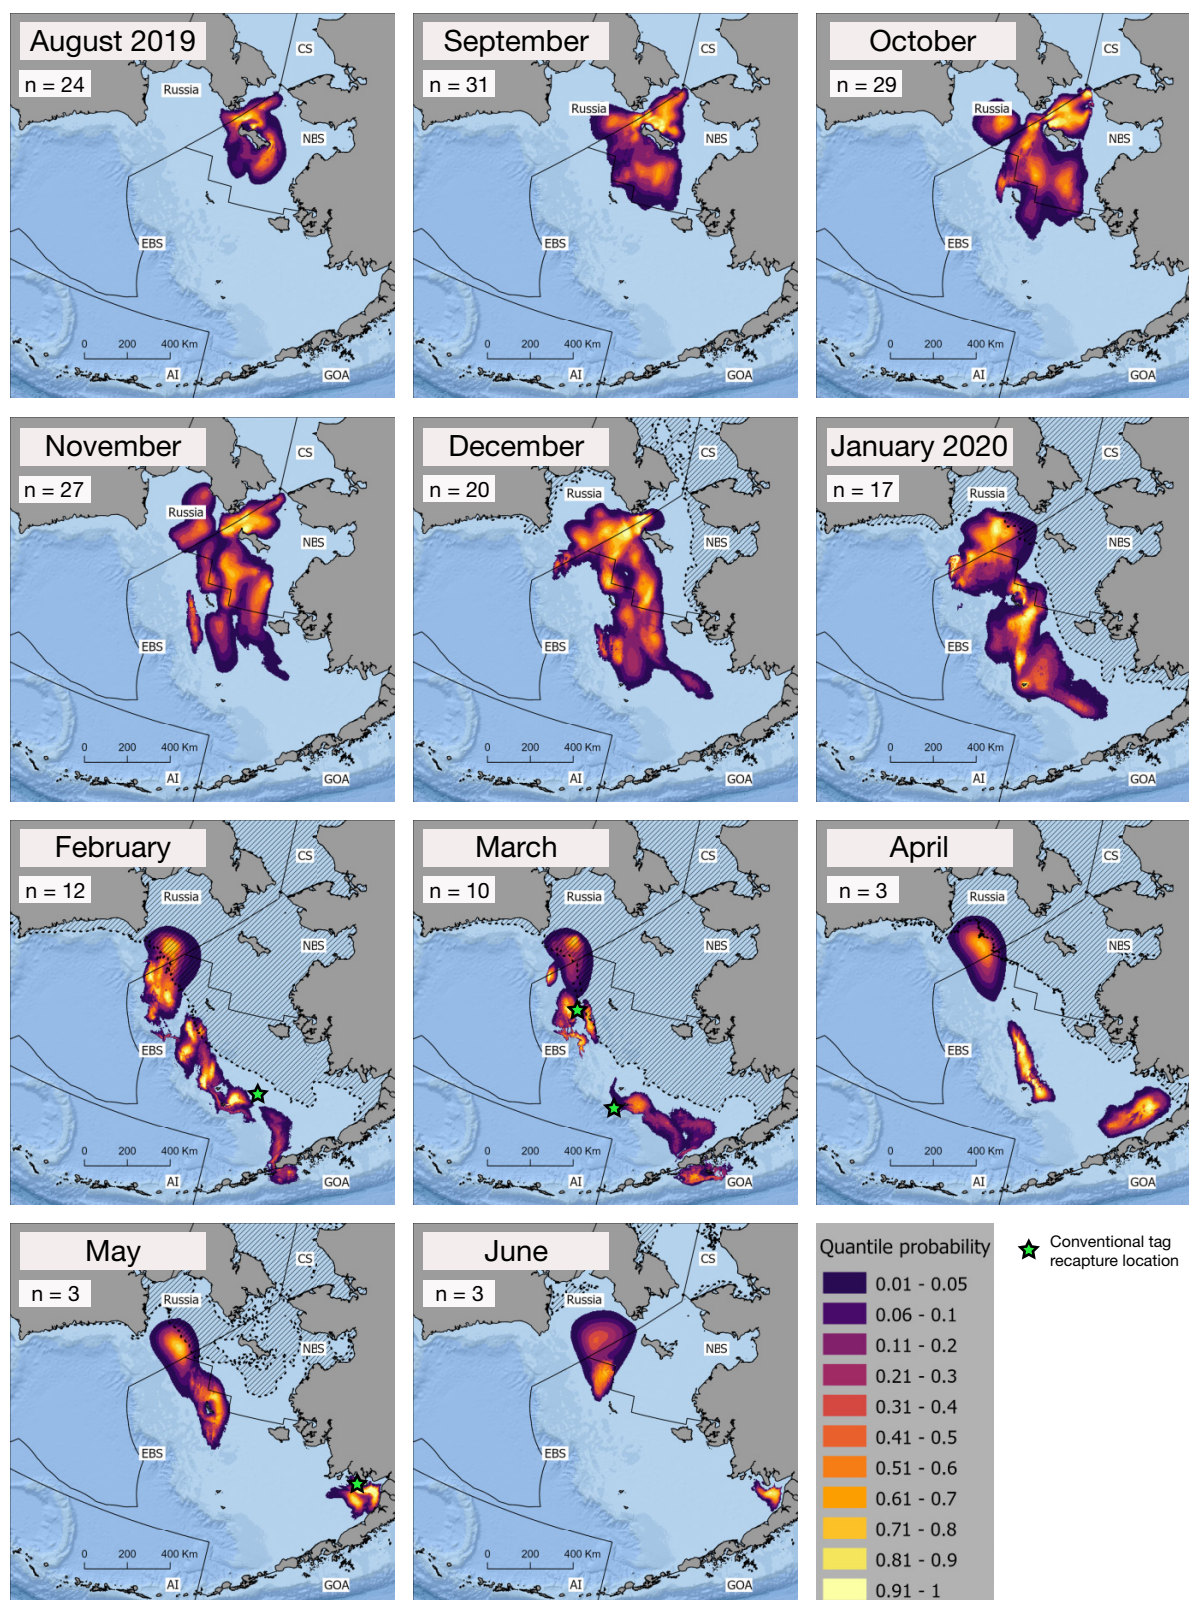 August 2019
n = 24
CS
Russia
NBS
EBS
0 200 400 Km
AI
GOA
September
n = 31
CS
Russia
NBS
EBS
0 200 400 Km
AI
GOA
October
n = 29
CS
Russia
NBS
EBS
0 200 400 Km
AI
GOA
November
n = 27
CS
Russia
NBS
EBS
0 200 400 Km
AI
GOA
December
n = 20
CS
Russia
NBS
EBS
0 200 400 Km
AI
GOA
January 2020
n = 17
CS
Russia
NBS
EBS
0 200 400 Km
AI
GOA
February
n = 12
CS
Russia
NBS
EBS
0 200 400 Km
AI
GOA
March
n = 10
CS
Russia
NBS
EBS
0 200 400 Km
AI
GOA
April
n = 3
CS
Russia
NBS
EBS
0 200 400 Km
AI
GOA
May
n = 3
CS
Russia
NBS
EBS
0 200 400 Km
AI
GOA
June
n = 3
CS
Russia
NBS
EBS
0 200 400 Km
AI
GOA
Quantile probability
0.01 - 0.05
0.06 - 0.1
0.11 - 0.2
0.21 - 0.3
0.31 - 0.4
0.41 - 0.5
0.51 - 0.6
0.61 - 0.7
0.71 - 0.8
0.81 - 0.9
0.91 - 1
Conventional tag
recapture location